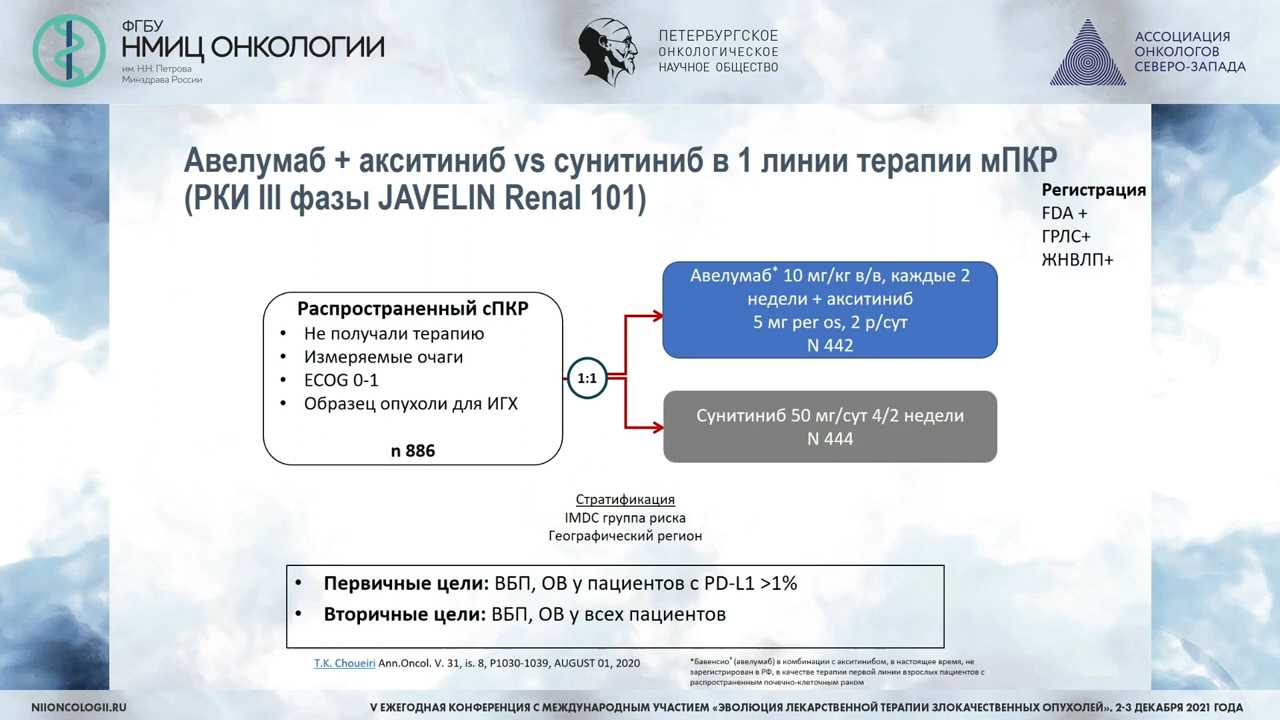 ФГБУ
НМИЦ ОНКОЛОГИИ
им. Н.Н. Петрова
Минздрава России
ПЕТЕРБУРГСКОЕ
ОНКОЛОГИЧЕСКОЕ
НАУЧНОЕ ОБЩЕСТВО
АССОЦИАЦИЯ
ОНКОЛОГОВ
СЕВЕРО-ЗАПАДА
Авелумаб + акситиниб vs сунитиниб в 1 линии терапии мПКР
(РКИ III фазы JAVELIN Renal 101)
Регистрация
FDA +
ГРЛС+
ЖНВЛП+
Распространенный сПКР
• Не получали терапию
• Измеряемые очаги
• ECOG 0-1
• Образец опухоли для ИГХ
n 886
1:1
Авелумаб* 10 мг/кг в/в, каждые 2
недели + акситиниб
5 мг per os, 2 р/сут
N 442
Сунитиниб 50 мг/сут 4/2 недели
N 444
Стратификация
IMDC группа риска
Географический регион
• Первичные цели: ВБП, ОВ у пациентов с PD-L1 >1%
• Вторичные цели: ВБП, ОВ у всех пациентов
T.K. Choueiri Ann.Oncol. V. 31, is. 8, P1030-1039, AUGUST 01, 2020
*Бавенсио® (авелумаб) в комбинации с акситинибом, в настоящее время, не
зарегистрирован в РФ, в качестве терапии первой линии взрослых пациентов с
распространенным почечно-клеточным раком
NIIONCOLOGII.RU
V ЕЖЕГОДНАЯ КОНФЕРЕНЦИЯ С МЕЖДУНАРОДНЫМ УЧАСТИЕМ «ЭВОЛЮЦИЯ ЛЕКАРСТВЕННОЙ ТЕРАПИИ ЗЛОКАЧЕСТВЕННЫХ ОПУХОЛЕЙ». 2-3 ДЕКАБРЯ 2021 ГОДА